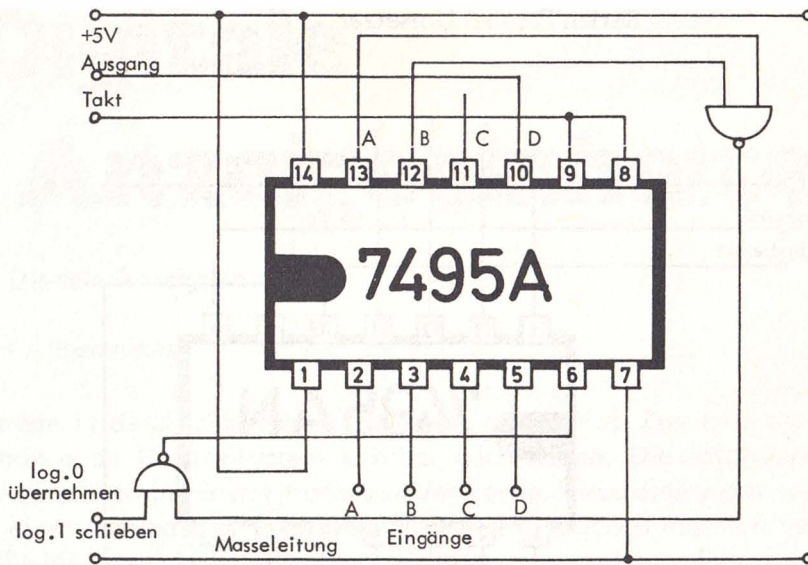 +5V
Ausgang
Takt
A B C D
14 13 12 11 10 9 8
7495A
1 2 3 4 5 6 7
log.0
übernehmen
log.1 schieben
A B C D
Masseleitung Eingänge